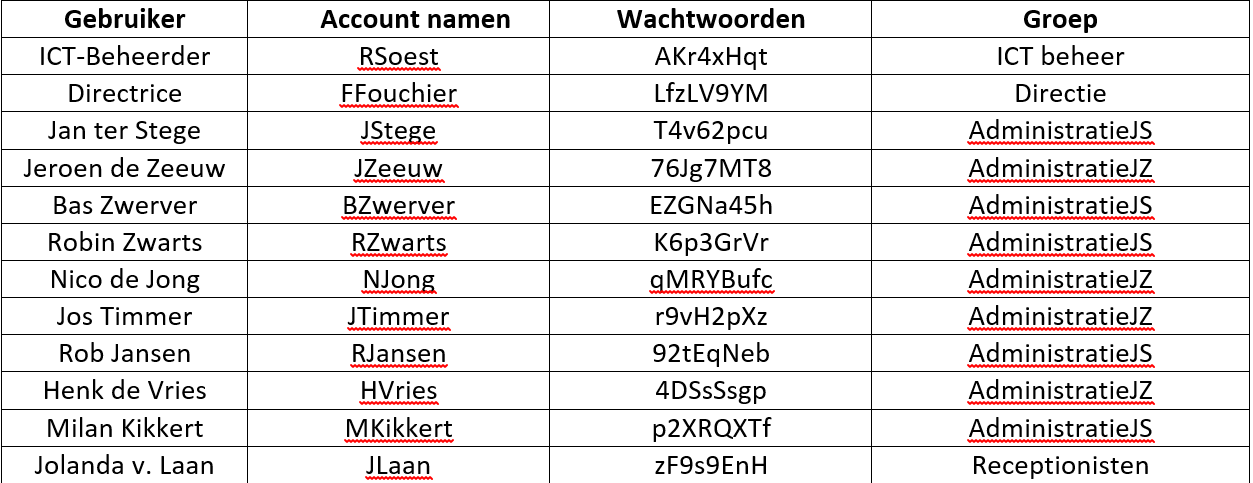 Gebruiker Account namen Wachtwoorden Groep
ICT-Beheerder RSoest AKr4xHqt ICT beheer
Directrice FFouchier LfzLV9YM Directie
Jan ter Stege JStege T4v62pcu AdministratieJS
Jeroen de Zeeuw JZeeuw 76Jg7MT8 AdministratieJZ
Bas Zwerver BZwerver EZGNa45h AdministratieJS
Robin Zwarts RZwarts K6p3GrVr AdministratieJS
Nico de Jong NJong qMRYBufc AdministratieJZ
Jos Timmer JTimmer r9vH2pXz AdministratieJZ
Rob Jansen RJansen 92tEqNeb AdministratieJS
Henk de Vries HVries 4DSsSsgp AdministratieJZ
Milan Kikkert MKikkert p2XRQXTf AdministratieJS
Jolanda v. Laan JLaan zF9s9EnH Receptionisten